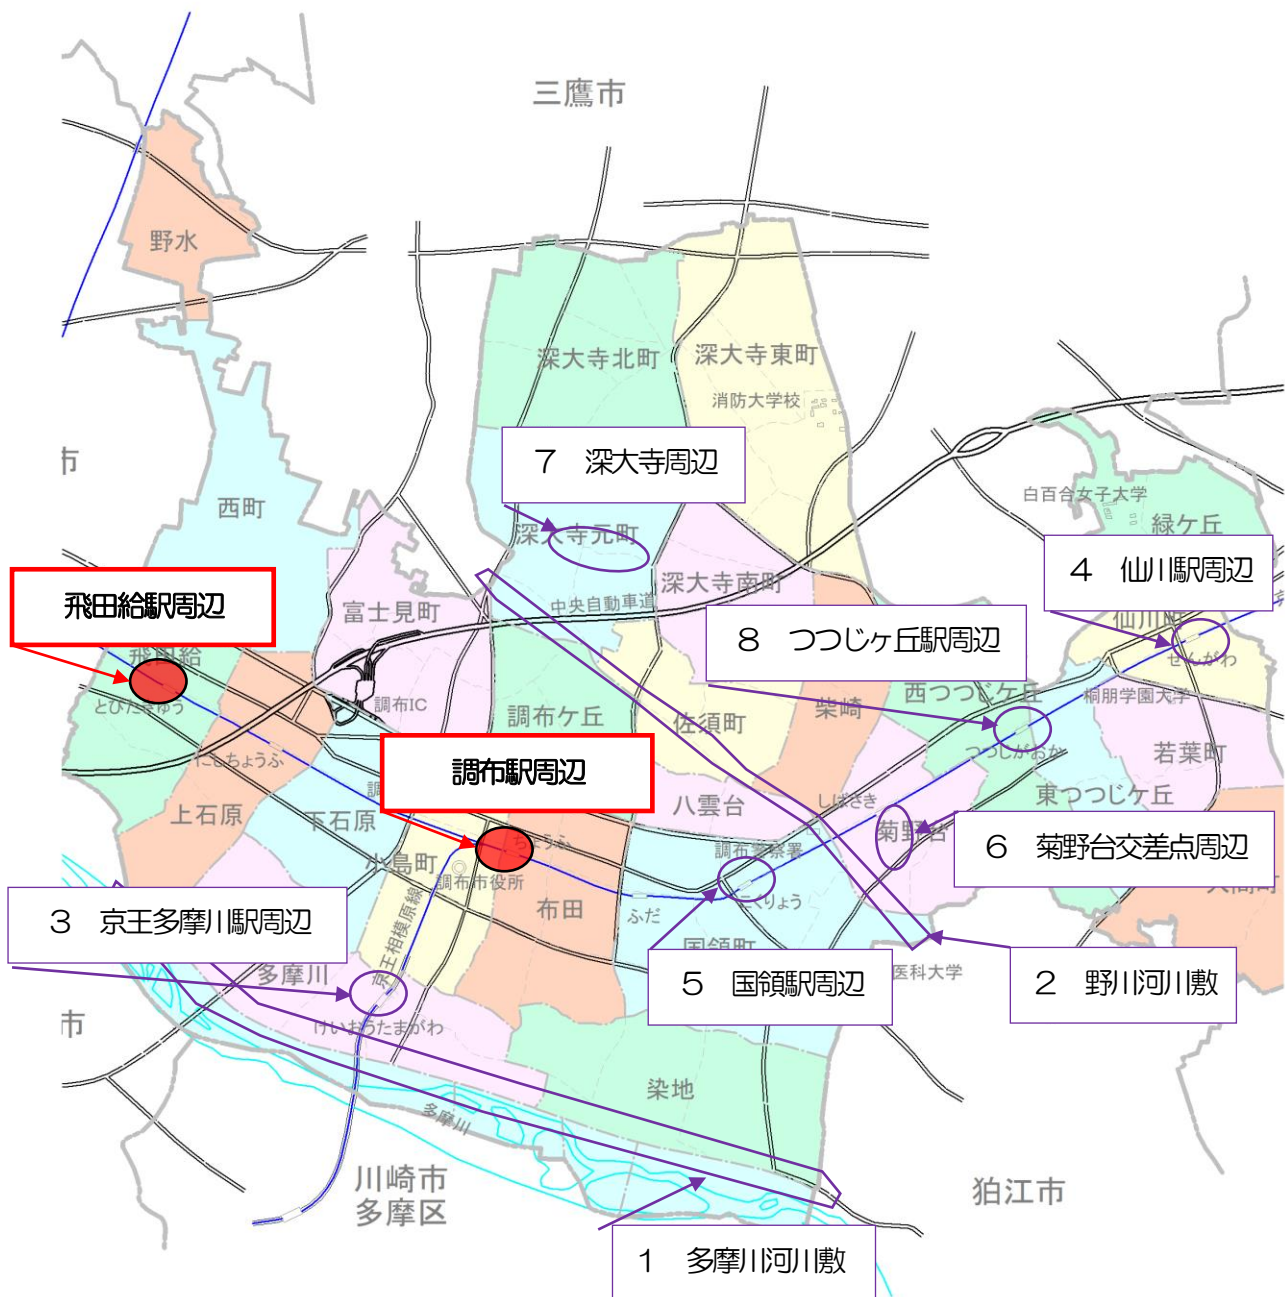 三鷹市
野水
深大寺北町
深大寺東町
消防大学校
7 深大寺周辺
市
西町
深大寺元町
白百合女子大学
緑ケ丘
4 仙川駅周辺
飛田給駅周辺
富士見町
中央自動車道
深大寺南町
8 つつじヶ丘駅周辺
仙川町
せんがわ
飛田給
とびたきゅう
調布IC
調布ケ丘
佐須町
柴崎
西つつじケ丘
桐朋学園大学
にしちょうふ
調布駅周辺
つつじがおか
若葉町
上石原
下石原
八雲台
しばさき
東つつじケ丘
菊野台
ちょうふ
小島町
調布市役所
調布警察署
6 菊野台交差点周辺
入間町
3 京王多摩川駅周辺
京王相模原線
布田
ふだ
こくりょう
国領町
多摩川
5 国領駅周辺
医科大学
2 野川河川敷
市
けいおうたまがわ
染地
多摩川
川崎市
多摩区
狛江市
1 多摩川河川敷